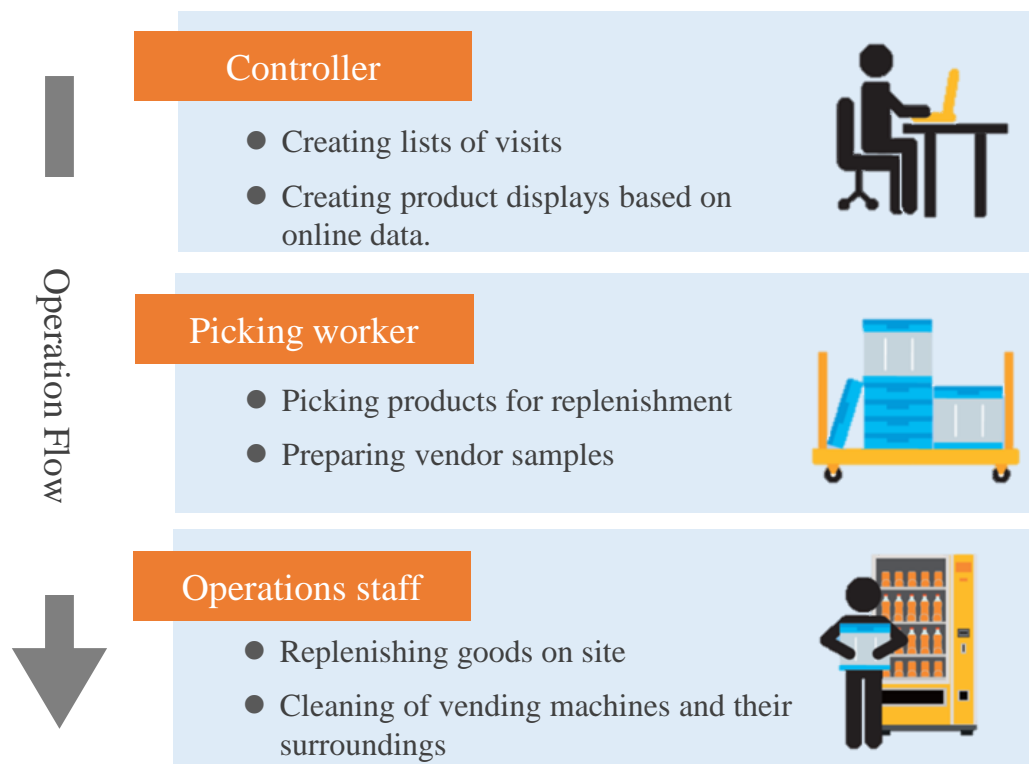 Controller
● Creating lists of visits
● Creating product displays based on
online data.
Operation Flow
Picking worker
● Picking products for replenishment
● Preparing vendor samples
Operations staff
● Replenishing goods on site
● Cleaning of vending machines and their
surroundings